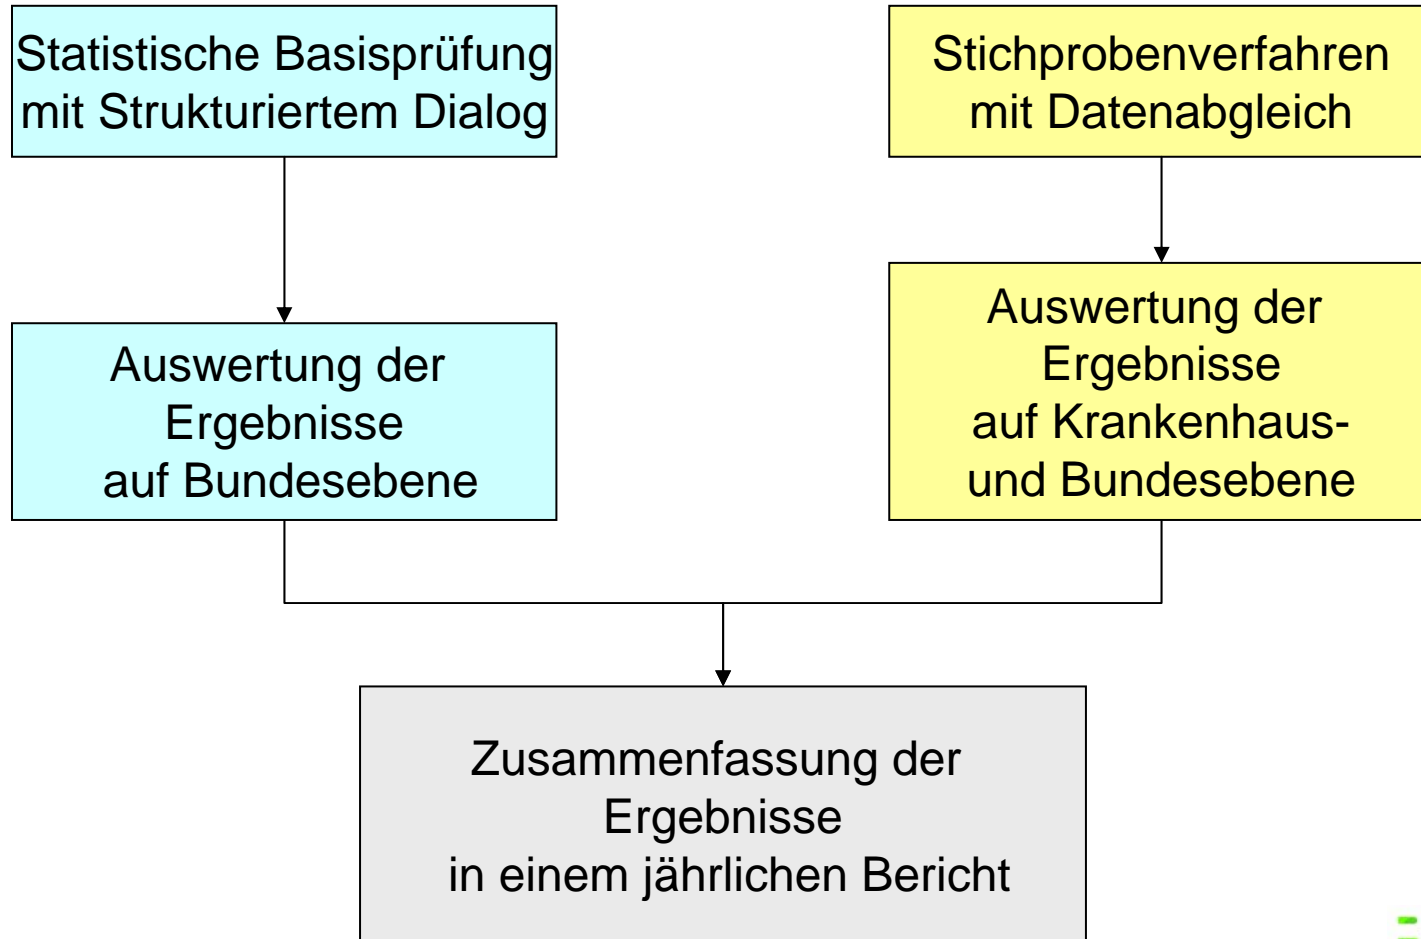 Statistische Basisprüfung
mit Strukturiertem Dialog
Stichprobenverfahren
mit Datenabgleich
Auswertung der
Ergebnisse
auf Bundesebene
Auswertung der
Ergebnisse
auf Krankenhaus-
und Bundesebene
Zusammenfassung der
Ergebnisse
in einem jährlichen Bericht